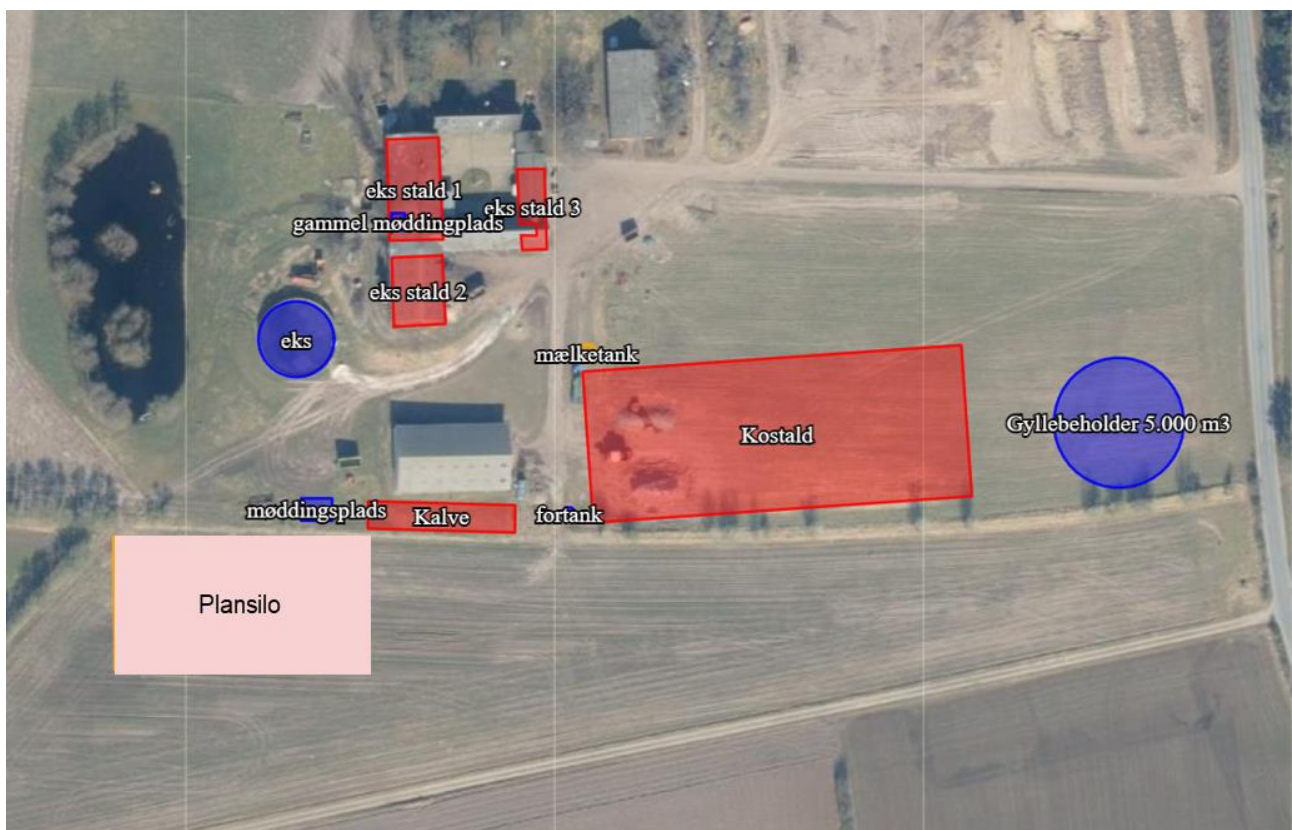 eks stald 1
eks stald 3
gammel møddingplads
eks stald 2
eks
mælketank
Gyllebeholder 5.000 m3
Kostald
møddingsplads
Kalve
fortank
Plansilo